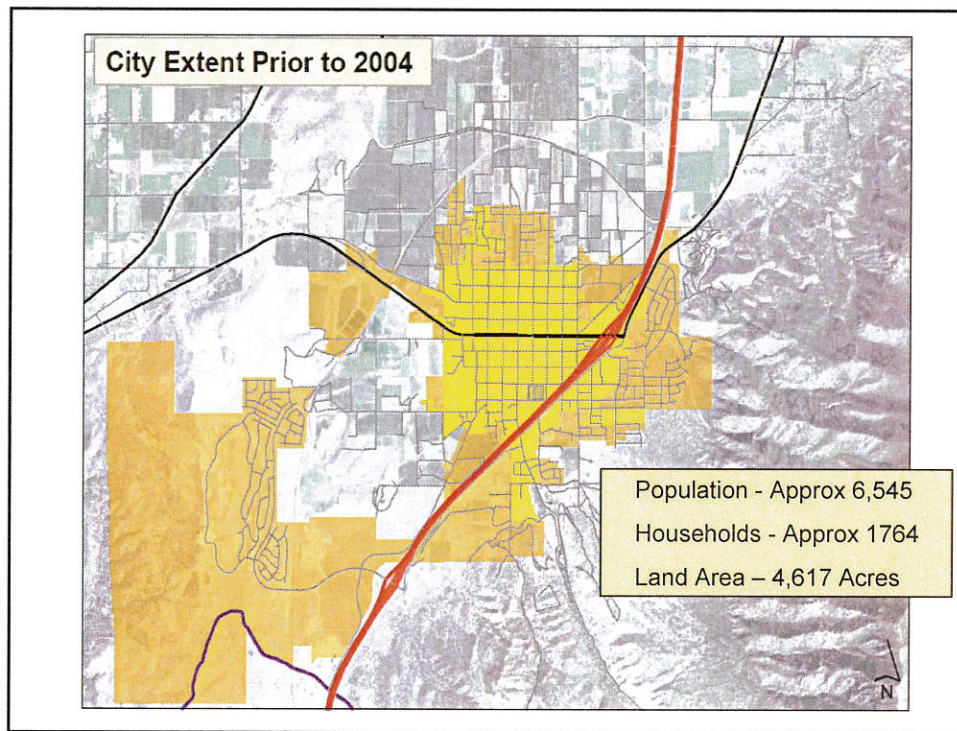 City Extent Prior to 2004
Population - Approx 6,545
Households - Approx 1764
Land Area – 4,617 Acres
N